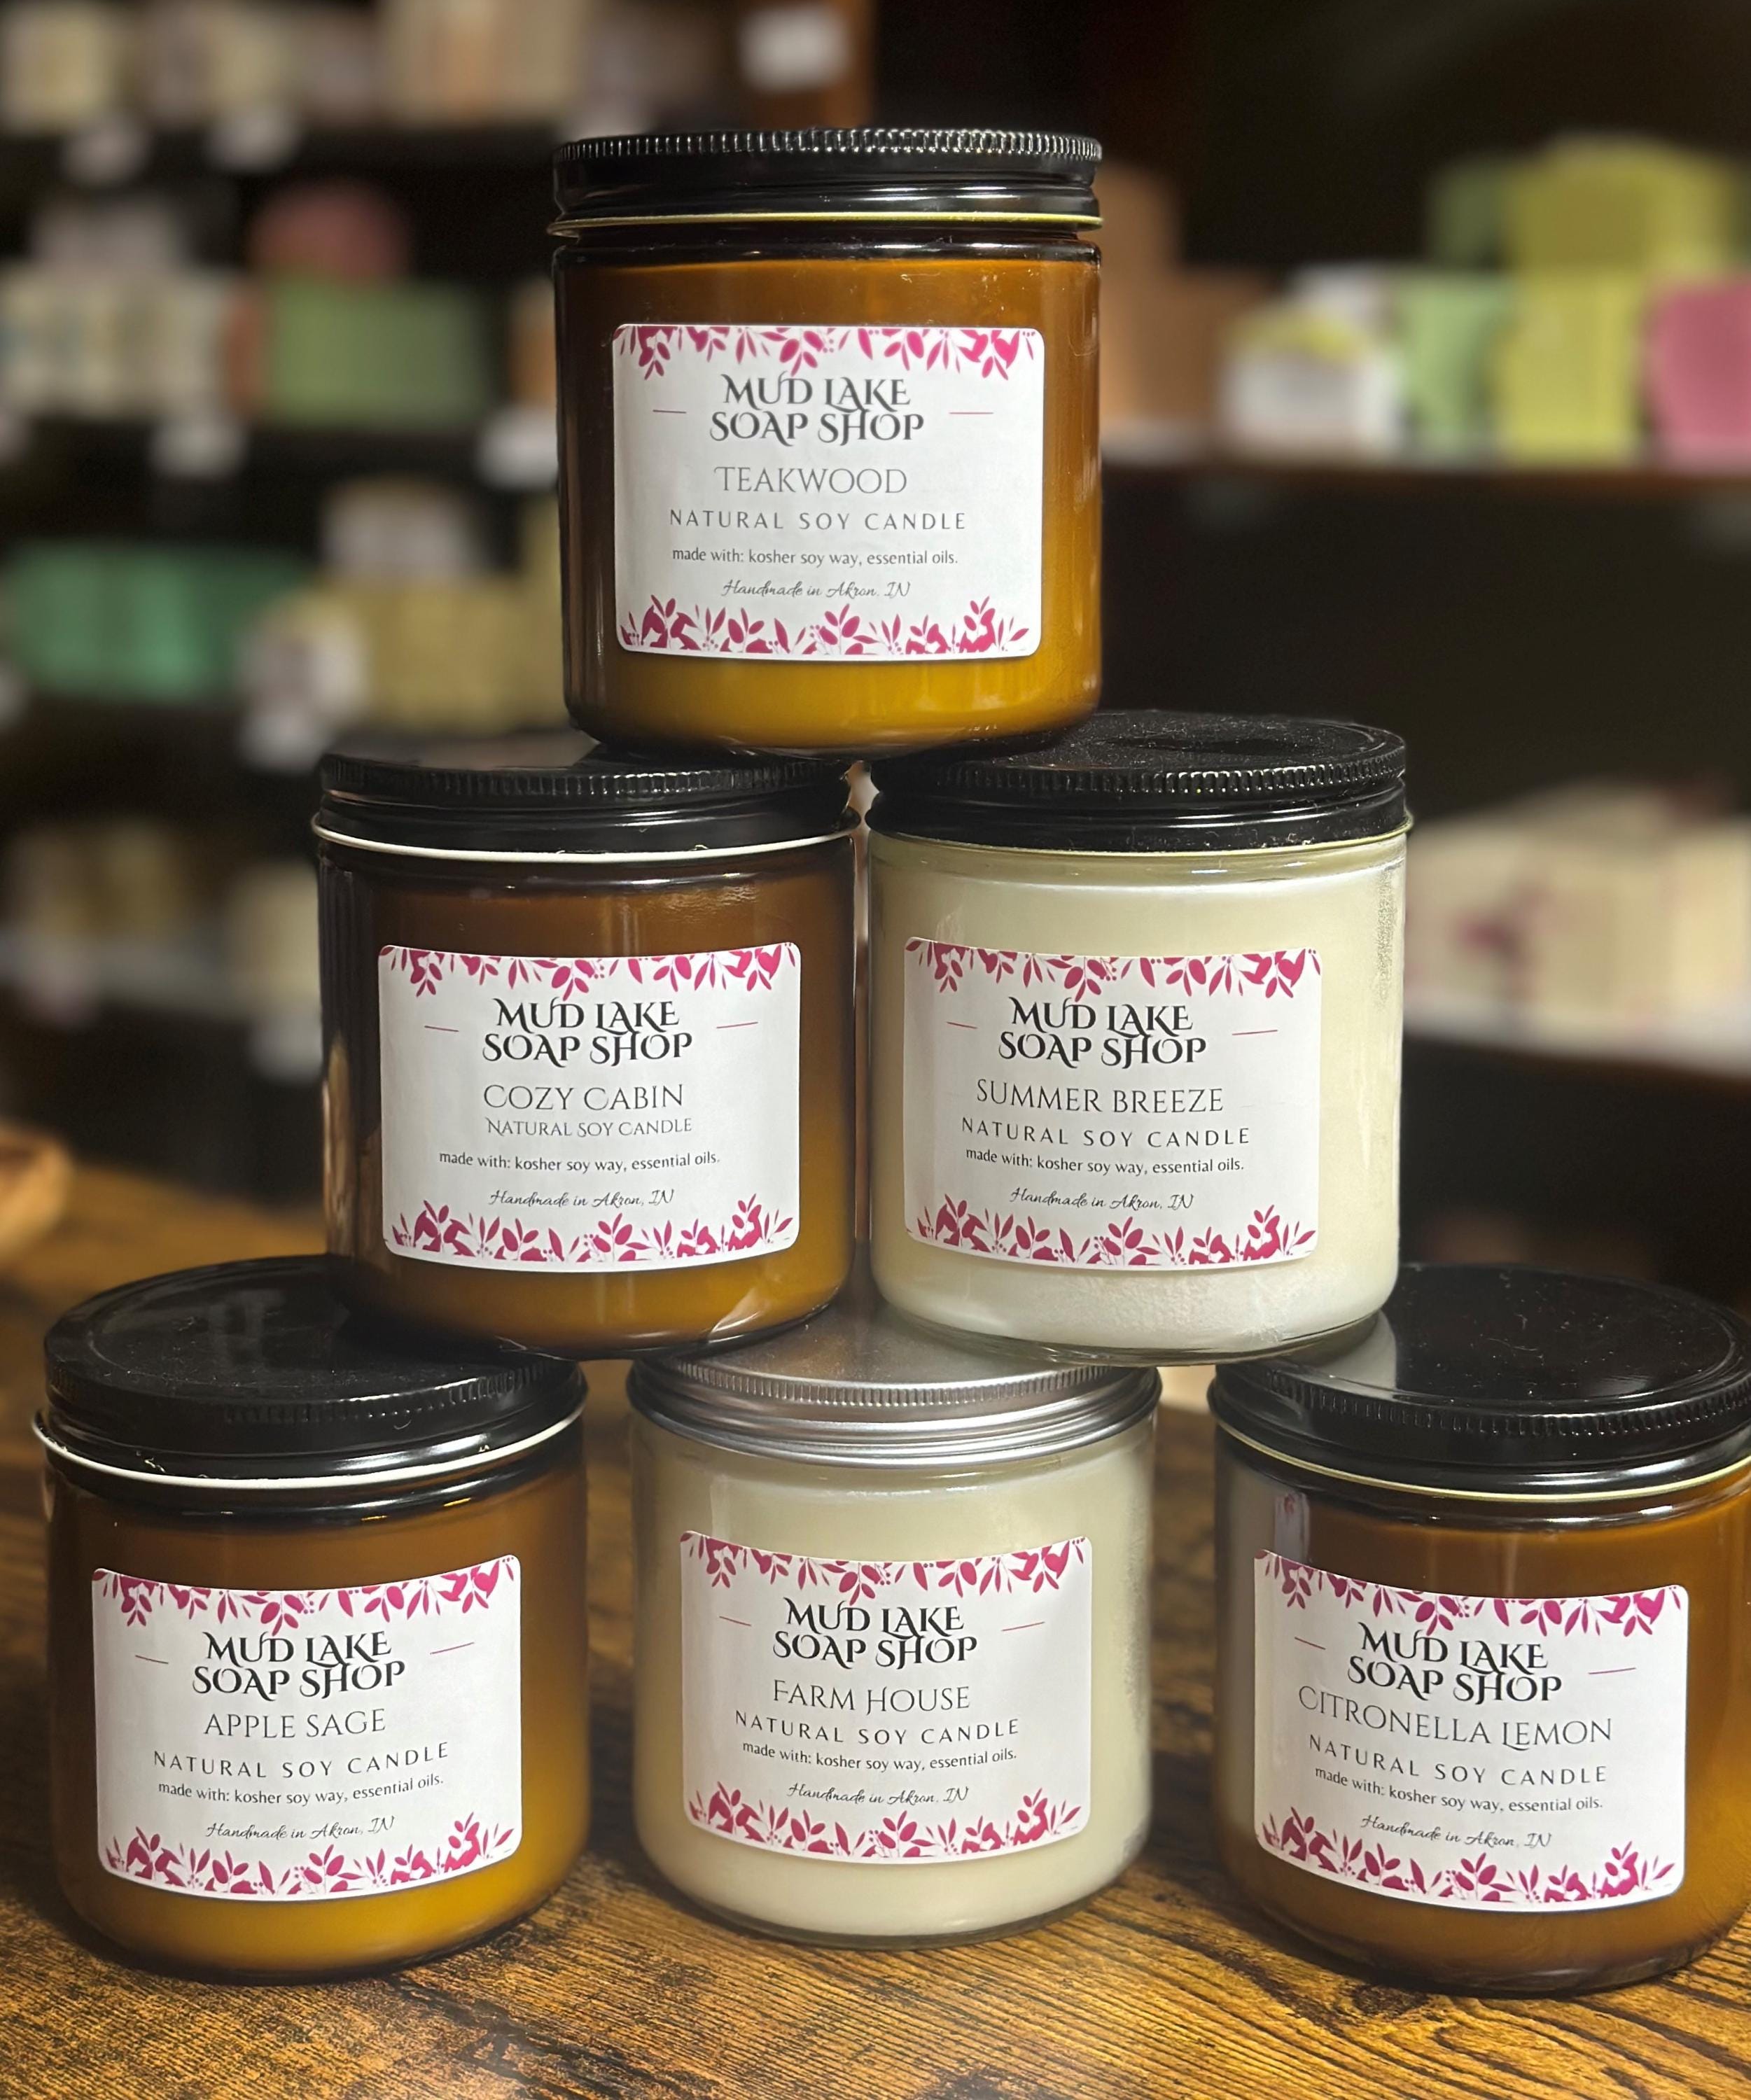 MUD LAKE
SOAP SHOP
TEAKWOOD
NATURAL SOY CANDLE
made with: kosher soy way, essential oils.
Handmade in Akron, IN
MUD LAKE
SOAP SHOP
COZY CABIN
NATURAL SOY CANDLE
made with: kosher soy way, essential oils.
Handmade in Akron, IN
MUD LAKE
SOAP SHOP
SUMMER BREEZE
NATURAL SOY CANDLE
made with: kosher soy way, essential oils.
Handmade in Akron, IN
MUD LAKE
SOAP SHOP
APPLE SAGE
NATURAL SOY CANDLE
made with: kosher soy way, essential oils.
Handmade in Akron, IN
MUD LAKE
SOAP SHOP
FARM HOUSE
NATURAL SOY CANDLE
made with: kosher soy way, essential oils.
Handmade in Akron, IN
MUD LAKE
SOAP SHOP
CITRONELLA LEMON
NATURAL SOY CANDLE
made with: kosher soy way, essential oils.
Handmade in Akron, IN